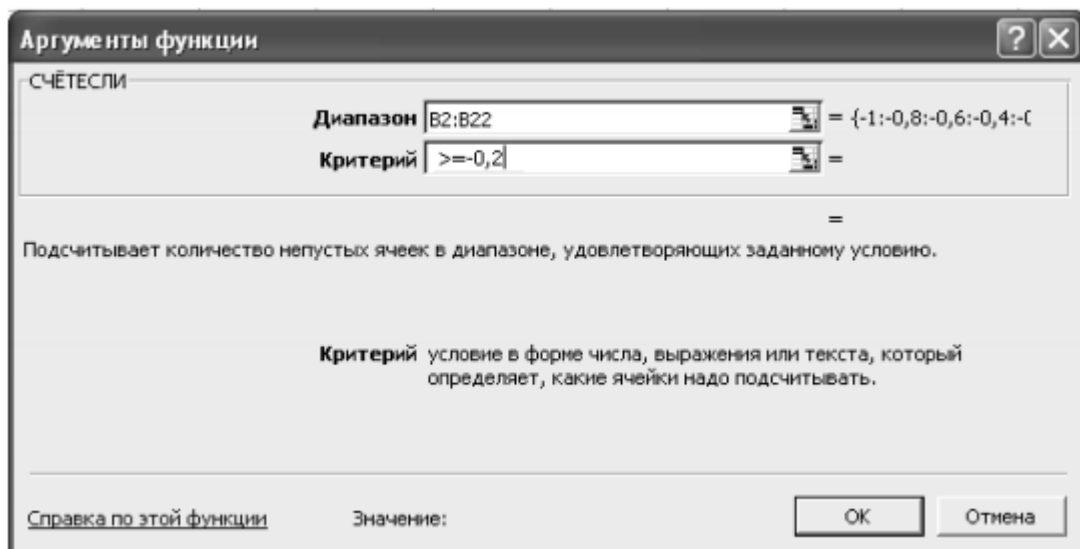 Аргументы функции
СЧЁТЕСЛИ
Диапазон B2:B22 = {-1:-0,8:-0,6:-0,4:-(
Критерий >=-0,2 =
=
Подсчитывает количество непустых ячеек в диапазоне, удовлетворяющих заданному условию.
Критерий условие в форме числа, выражения или текста, который
определяет, какие ячейки надо подсчитывать.
Справка по этой функции Значение: OK Отмена